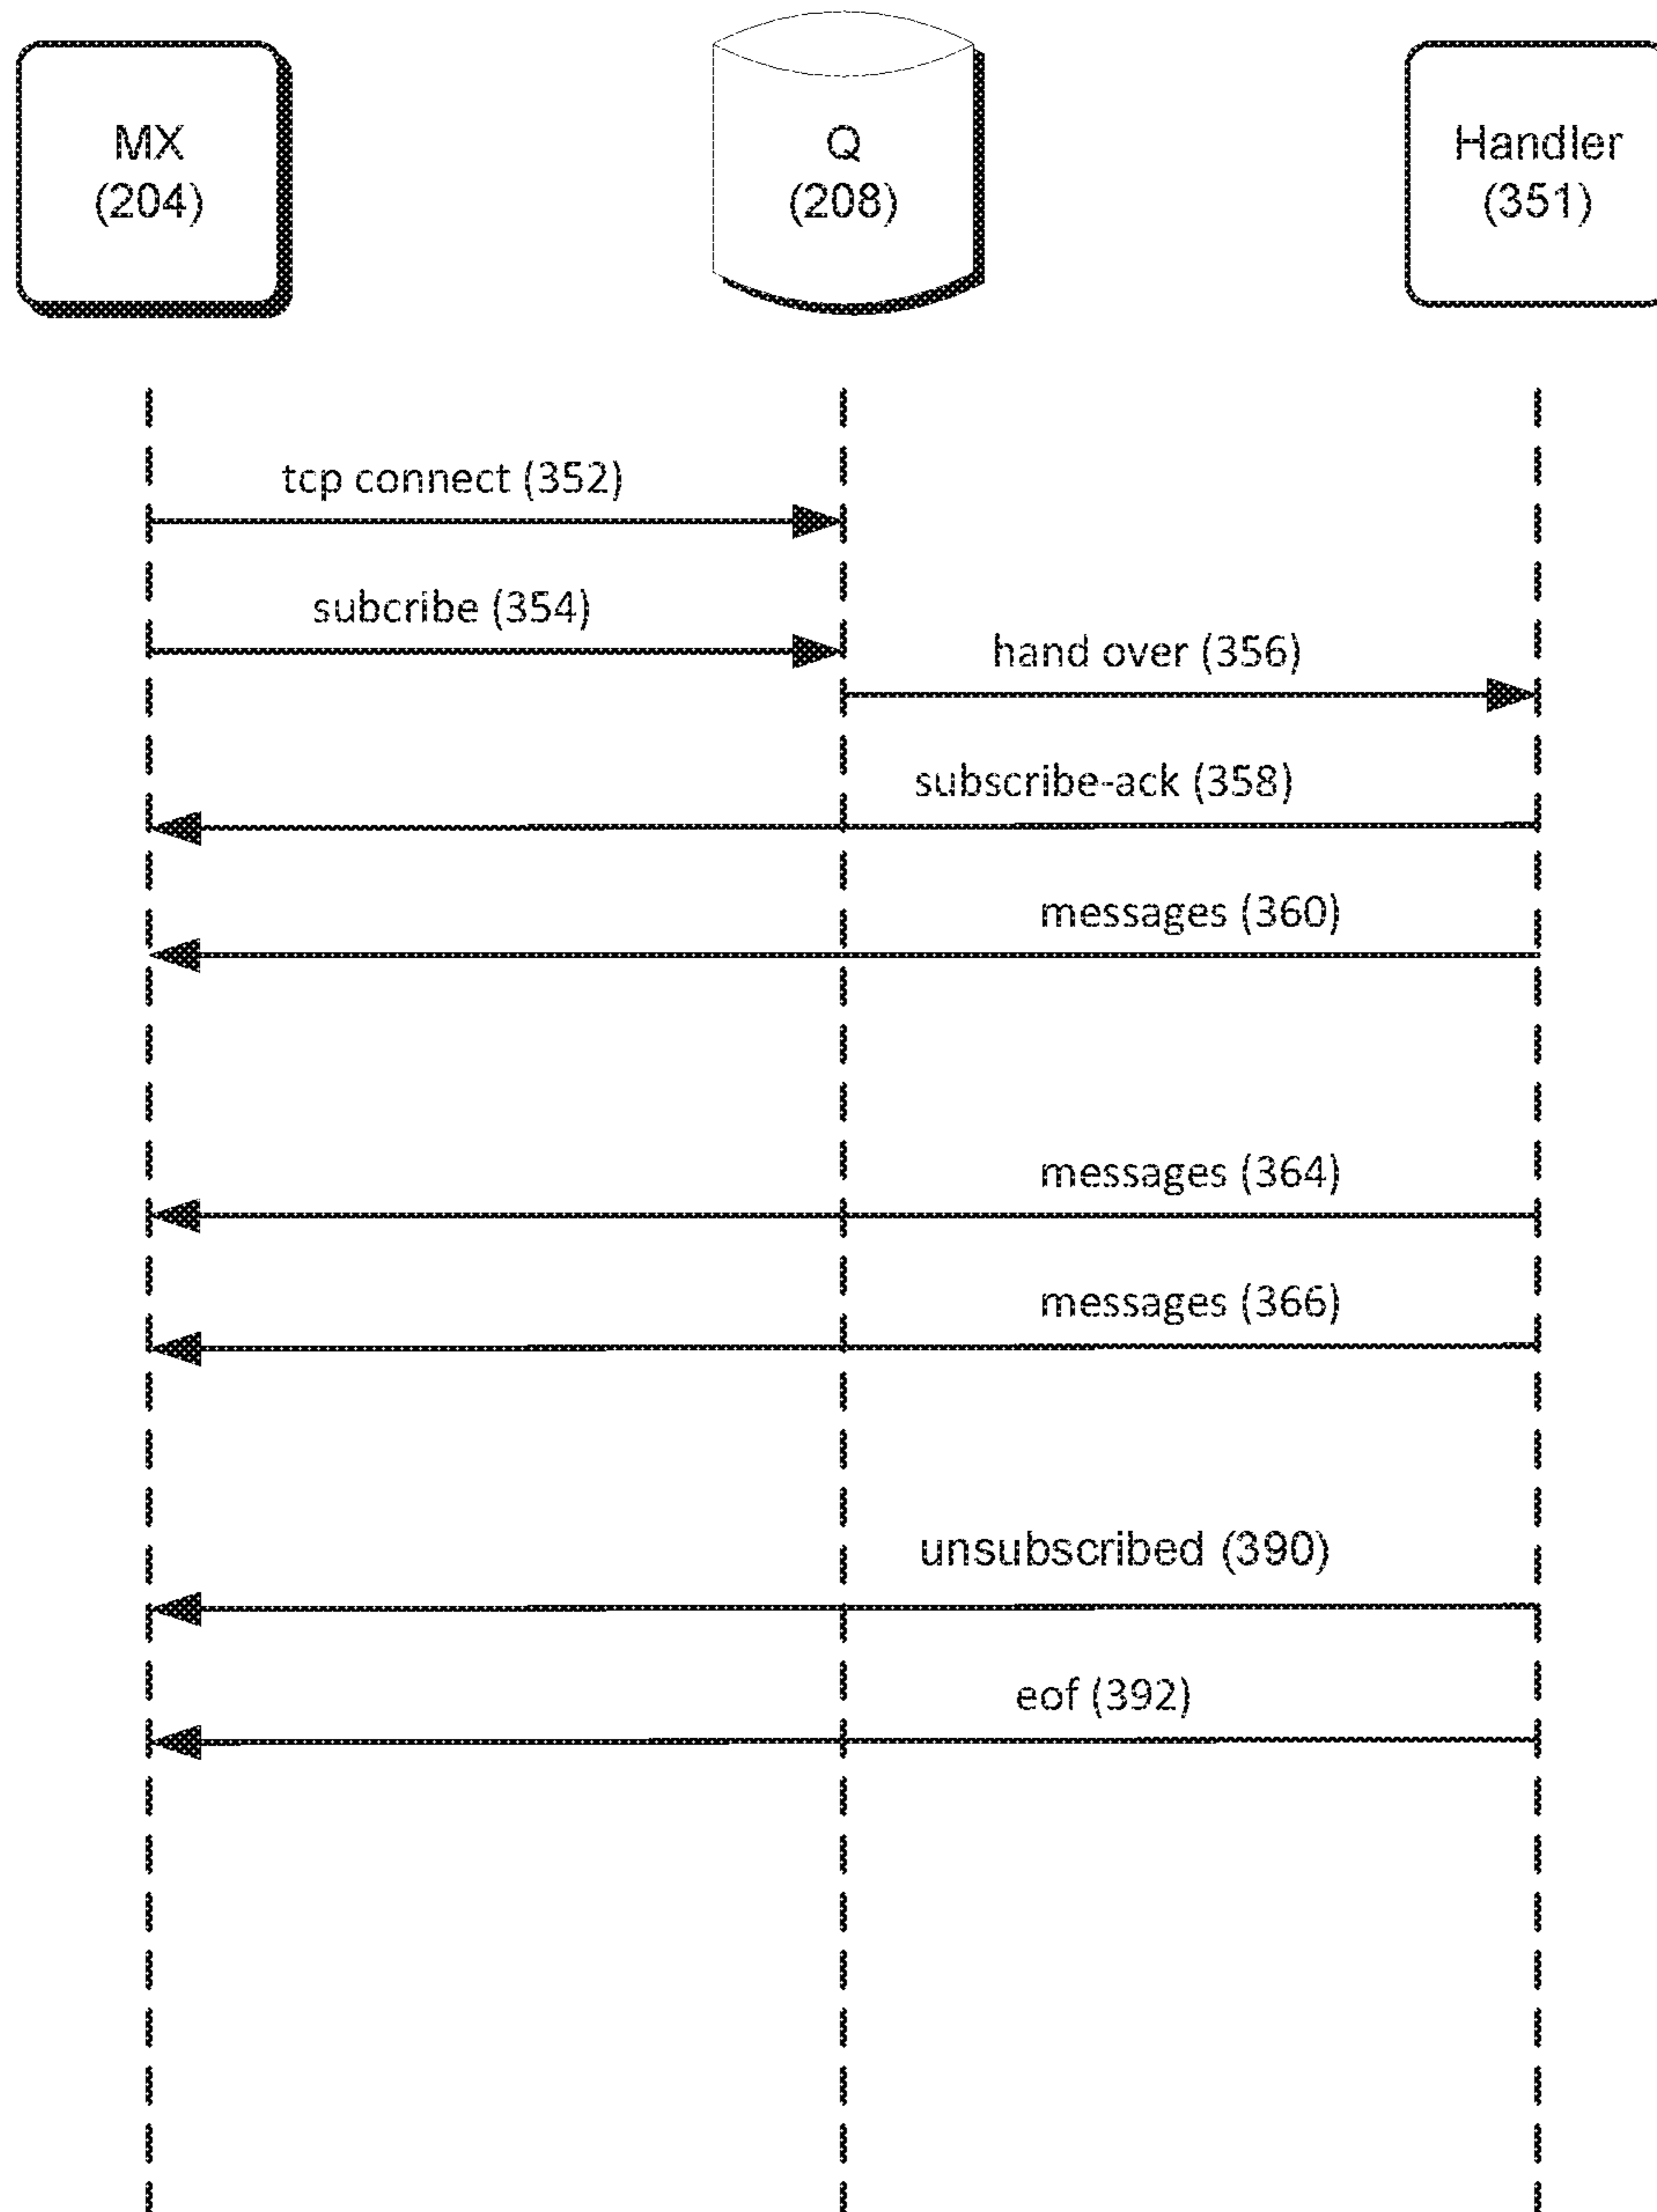 MX
(204)
Q
(208)
Handler
(351)
tcp connect (352)
subcribe (354)
hand over (356)
subscribe-ack (358)
messages (360)
messages (364)
messages (366)
unsubscribed (390)
eof (392)